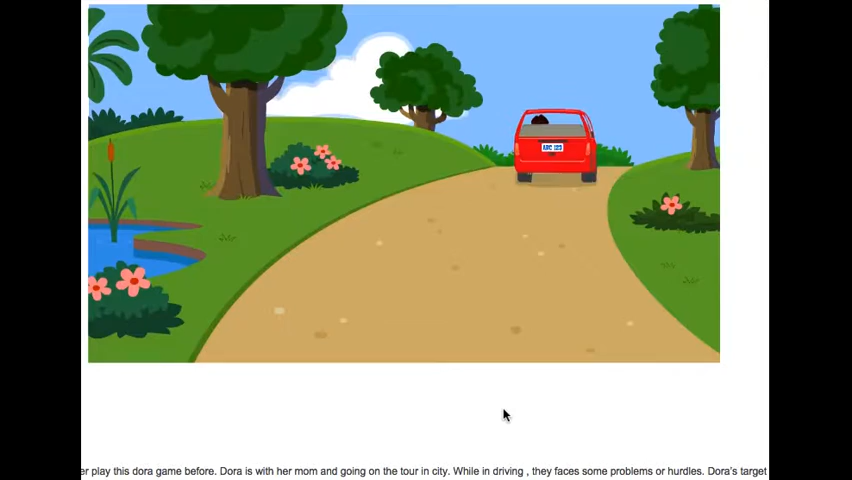 ABC 123
er play this dora game before. Dora is with her mom and going on the tour in city. While in driving , they faces some problems or hurdles. Dora's target